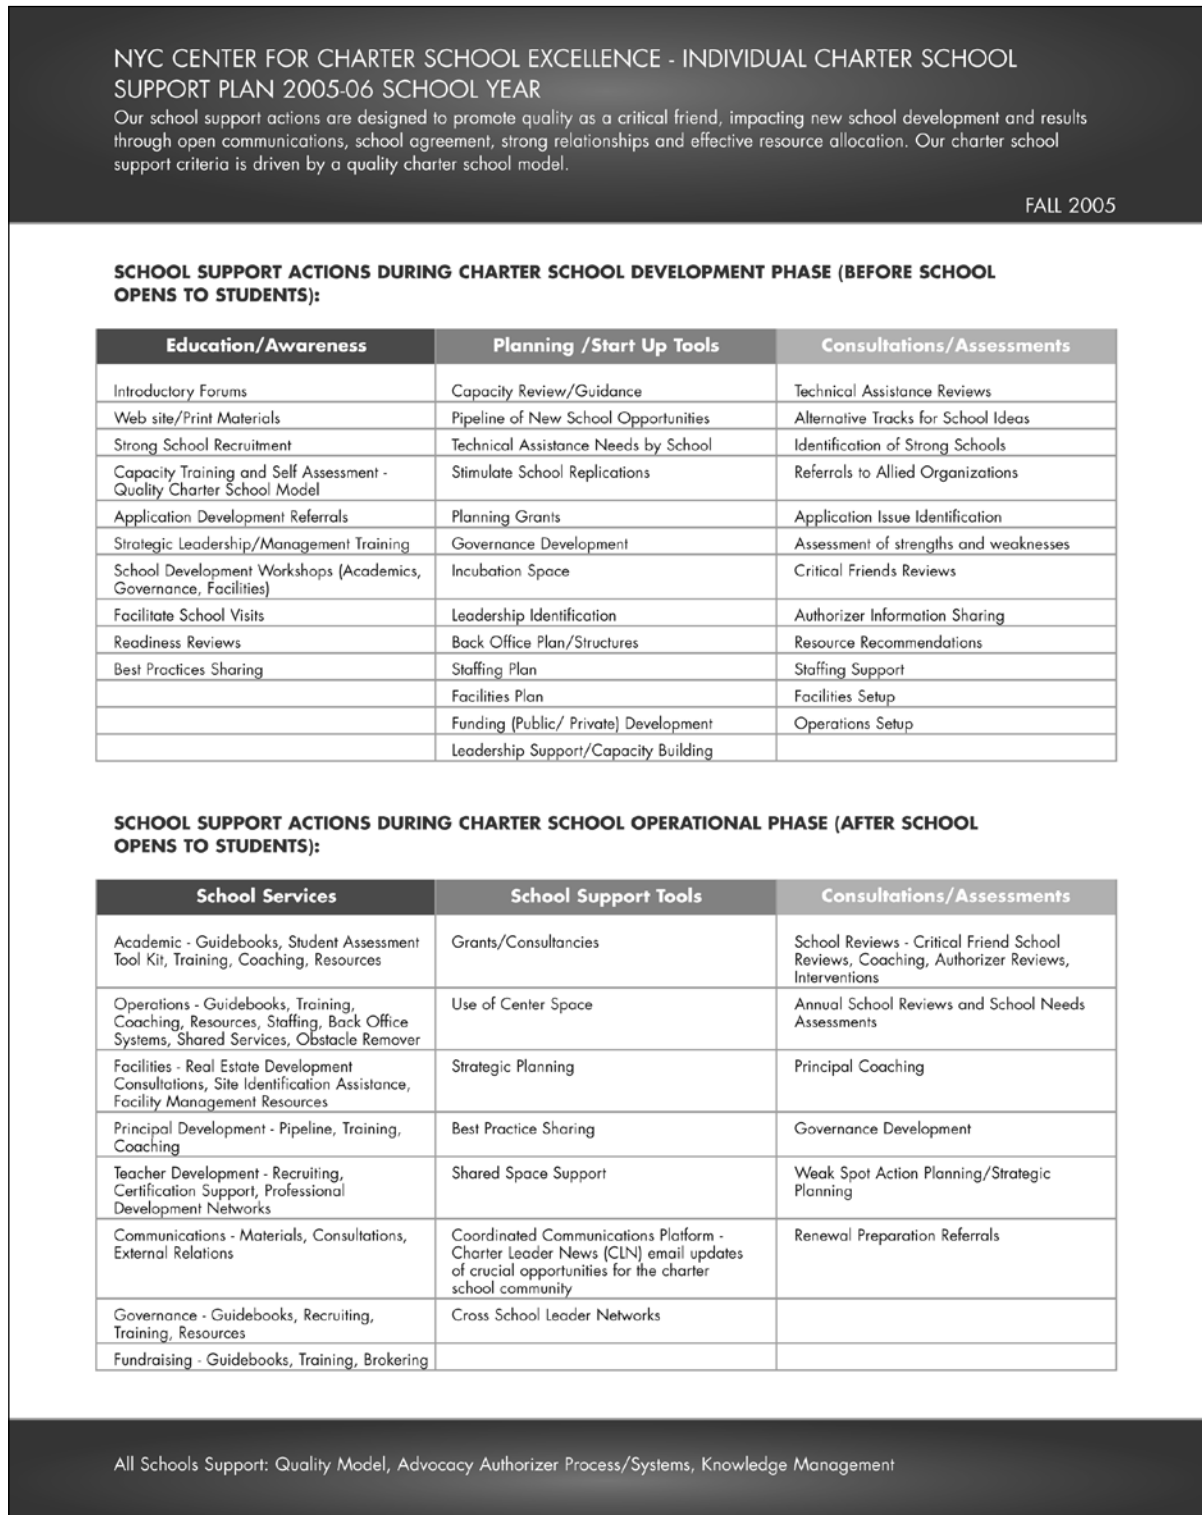 NYC CENTER FOR CHARTER SCHOOL EXCELLENCE - INDIVIDUAL CHARTER SCHOOL
SUPPORT PLAN 2005-06 SCHOOL YEAR
Our school support actions are designed to promote quality as a critical friend, impacting new school development and results
through open communications, school agreement, strong relationships and effective resource allocation. Our charter school
support criteria is driven by a quality charter school model.
FALL 2005
SCHOOL SUPPORT ACTIONS DURING CHARTER SCHOOL DEVELOPMENT PHASE (BEFORE SCHOOL
OPENS TO STUDENTS):
Education/Awareness Planning /Start Up Tools Consultations/Assessments
Introductory Forums Capacity Review/Guidance Technical Assistance Reviews
Web site/Print Materials Pipeline of New School Opportunities Alternative Tracks for School Ideas
Strong School Recruitment Technical Assistance Needs by School Identification of Strong Schools
Capacity Training and Self Assessment - Stimulate School Replications Referrals to Allied Organizations
Quality Charter School Model
Application Development Referrals Planning Grants Application Issue Identification
Strategic Leadership/Management Training Governance Development Assessment of strengths and weaknesses
School Development Workshops (Academics, Incubation Space Critical Friends Reviews
Governance, Facilities)
Facilitate School Visits Leadership Identification Authorizer Information Sharing
Readiness Reviews Back Office Plan/Structures Resource Recommendations
Best Practices Sharing Staffing Plan Staffing Support
Facilities Plan Facilities Setup
Funding (Public/ Private) Development Operations Setup
Leadership Support/Capacity Building
SCHOOL SUPPORT ACTIONS DURING CHARTER SCHOOL OPERATIONAL PHASE (AFTER SCHOOL
OPENS TO STUDENTS):
School Services School Support Tools Consultations/Assessments
Academic - Guidebooks, Student Assessment Grants/Consultancies School Reviews - Critical Friend School
Tool Kit, Training, Coaching, Resources Reviews, Coaching, Authorizer Reviews,
Interventions
Operations - Guidebooks, Training, Use of Center Space Annual School Reviews and School Needs
Coaching, Resources, Staffing, Back Office Assessments
Systems, Shared Services, Obstacle Remover
Facilities - Real Estate Development Strategic Planning Principal Coaching
Consultations, Site Identification Assistance,
Facility Management Resources
Principal Development - Pipeline, Training, Best Practice Sharing Governance Development
Coaching
Teacher Development - Recruiting, Shared Space Support Weak Spot Action Planning/Strategic
Certification Support, Professional Planning
Development Networks
Communications - Materials, Consultations, Coordinated Communications Platform - Renewal Preparation Referrals
External Relations Charter Leader News (CLN) email updates
of crucial opportunities for the charter
school community
Governance - Guidebooks, Recruiting, Cross School Leader Networks
Training, Resources
Fundraising - Guidebooks, Training, Brokering
All Schools Support: Quality Model, Advocacy Authorizer Process/Systems, Knowledge Management